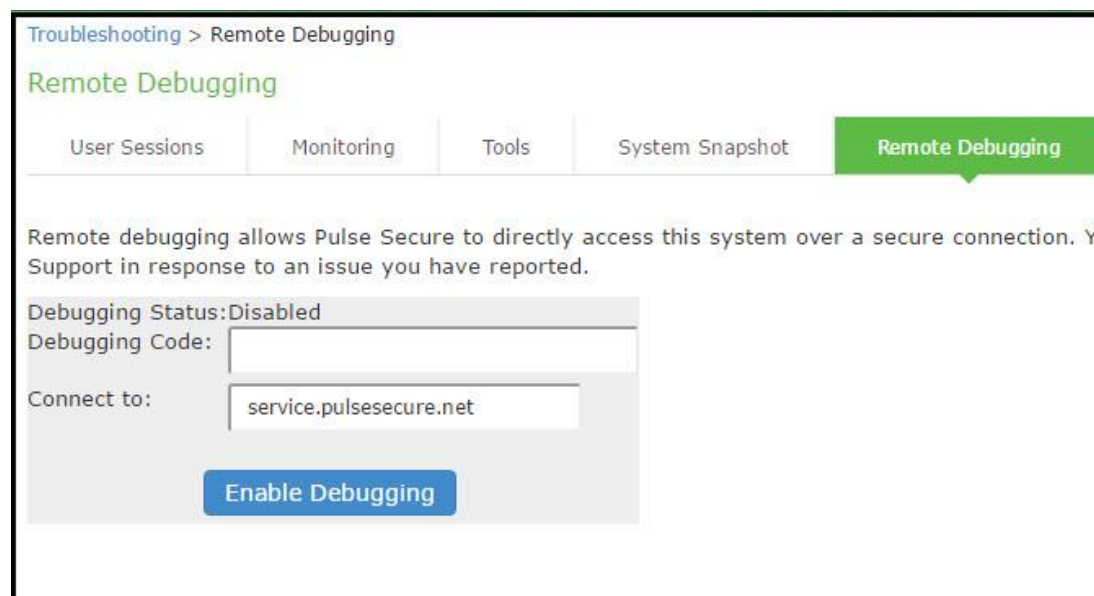 Troubleshooting > Remote Debugging
Remote Debugging
User Sessions Monitoring Tools System Snapshot Remote Debugging
Remote debugging allows Pulse Secure to directly access this system over a secure connection. Y
Support in response to an issue you have reported.
Debugging Status:Disabled
Debugging Code:
Connect to: service.pulsesecure.net
Enable Debugging